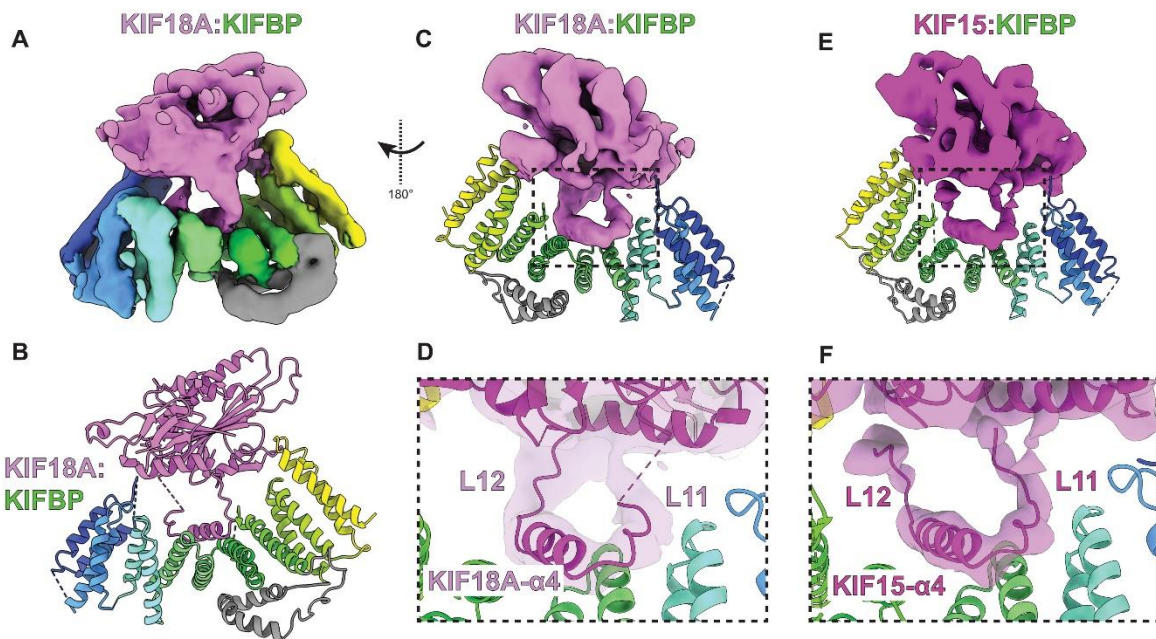 KIF18A:KIFBP
KIF18A:KIFBP
KIF15:KIFBP
A
C
E
180°
B
D
F
KIF18A:
KIFBP
L12
L11
KIF18A-α4
L12
L11
KIF15-α4